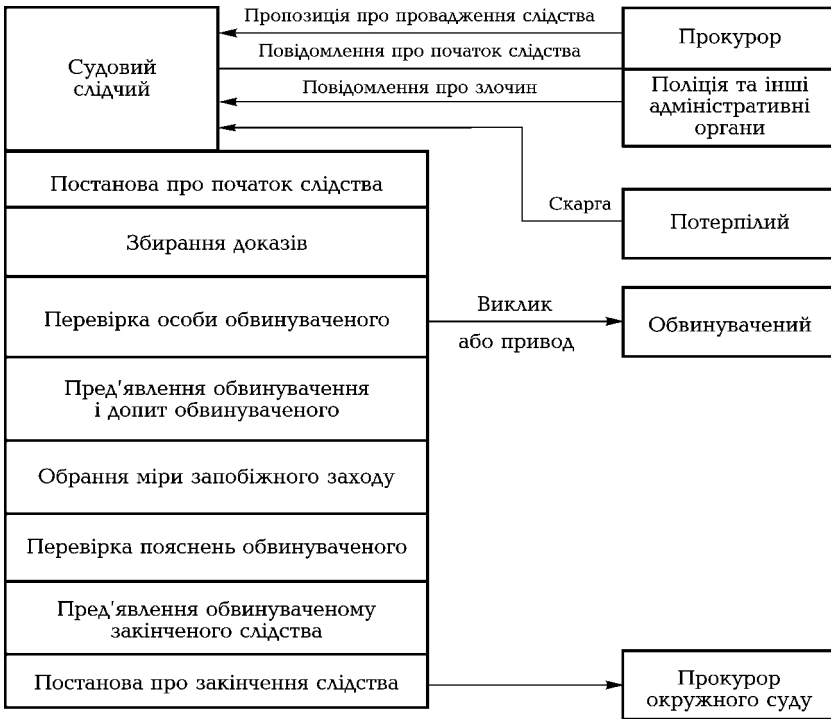 Пропозиція про провадження слідства
Прокурор
Судовий
слідчий
Повідомлення про початок слідства
Повідомлення про злочин
Поліція та інші
адміністративні
органи
Постанова про початок слідства
Скарга
Потерпілий
Збирання доказів
Перевірка особи обвинуваченого
Виклик
або привод
Обвинувачений
Пред'явлення обвинувачення
і допит обвинуваченого
Обрання міри запобіжного заходу
Перевірка пояснень обвинуваченого
Пред'явлення обвинуваченому
закінченого слідства
Постанова про закінчення слідства
Прокурор
окружного суду